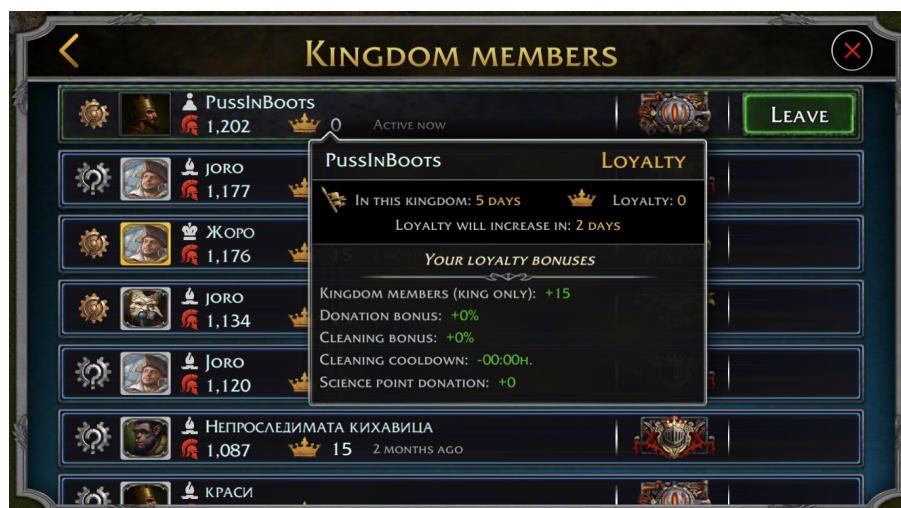 Kingdom members
PussInBoots
1,202 0 Active now
Leave
joro
1,177
Жоро
1,176 15
joro
1,134
Joro
1,120
Непроследимата кихавица
1,087 15 2 months ago
краси
PussInBoots Loyalty
In this kingdom: 5 days Loyalty: 0
Loyalty will increase in: 2 days
Your loyalty bonuses
Kingdom members (king only): +15
Donation bonus: +0%
Cleaning bonus: +0%
Cleaning cooldown: -00:00h.
Science point donation: +0